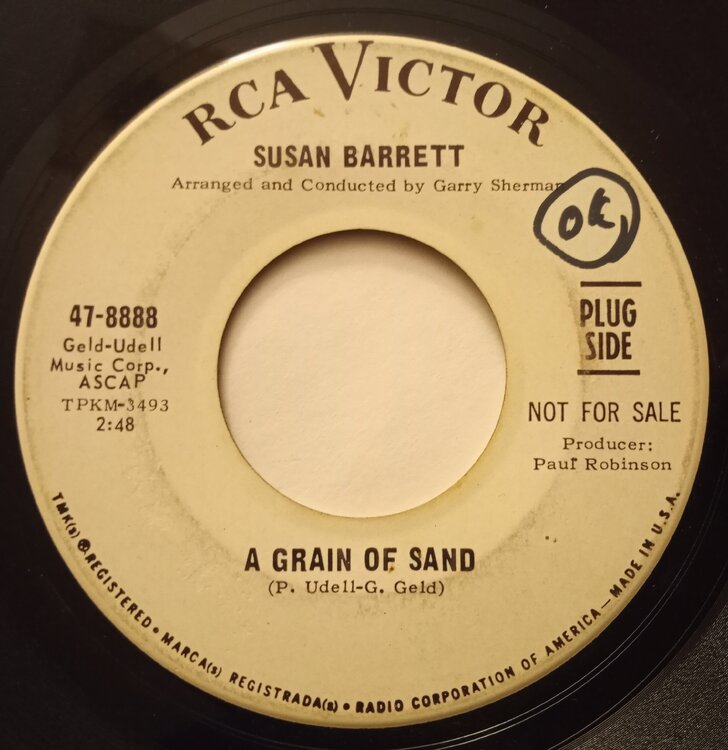 RCA VICTOR
SUSAN BARRETT
Arranged and Conducted by Garry Sherman
OK
47-8888
Geld-Udell
Music Corp.,
ASCAP
TPKM-3493
2:48
PLUG
SIDE
NOT FOR SALE
Producer:
Paul Robinson
A GRAIN OF SAND
(P. Udell-G. Geld)
TMK(s) ® REGISTERED • MARCA(s) REGISTRADA(s) • RADIO CORPORATION OF AMERICA—MADE IN U.S.A.